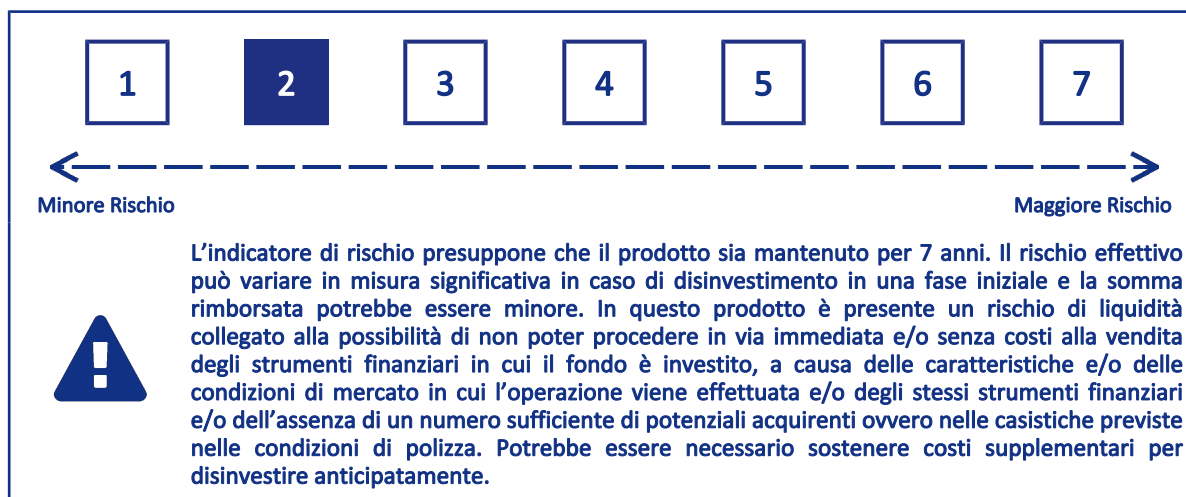 1 2 3 4 5 6 7
Minore Rischio Maggiore Rischio
L'indicatore di rischio presuppone che il prodotto sia mantenuto per 7 anni. Il rischio effettivo
può variare in misura significativa in caso di disinvestimento in una fase iniziale e la somma
rimborsata potrebbe essere minore. In questo prodotto è presente un rischio di liquidità
collegato alla possibilità di non poter procedere in via immediata e/o senza costi alla vendita
degli strumenti finanziari in cui il fondo è investito, a causa delle caratteristiche e/o delle
condizioni di mercato in cui l'operazione viene effettuata e/o degli stessi strumenti finanziari
e/o dell'assenza di un numero sufficiente di potenziali acquirenti ovvero nelle casistiche previste
nelle condizioni di polizza. Potrebbe essere necessario sostenere costi supplementari per
disinvestire anticipatamente.